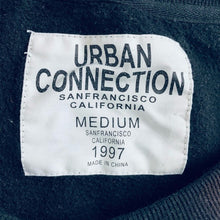 URBAN
CONNECTION
SANFRANCISCO
CALIFORNIA
MEDIUM
SANFRANCISCO
CALIFORNIA
1997
MADE IN CHINA